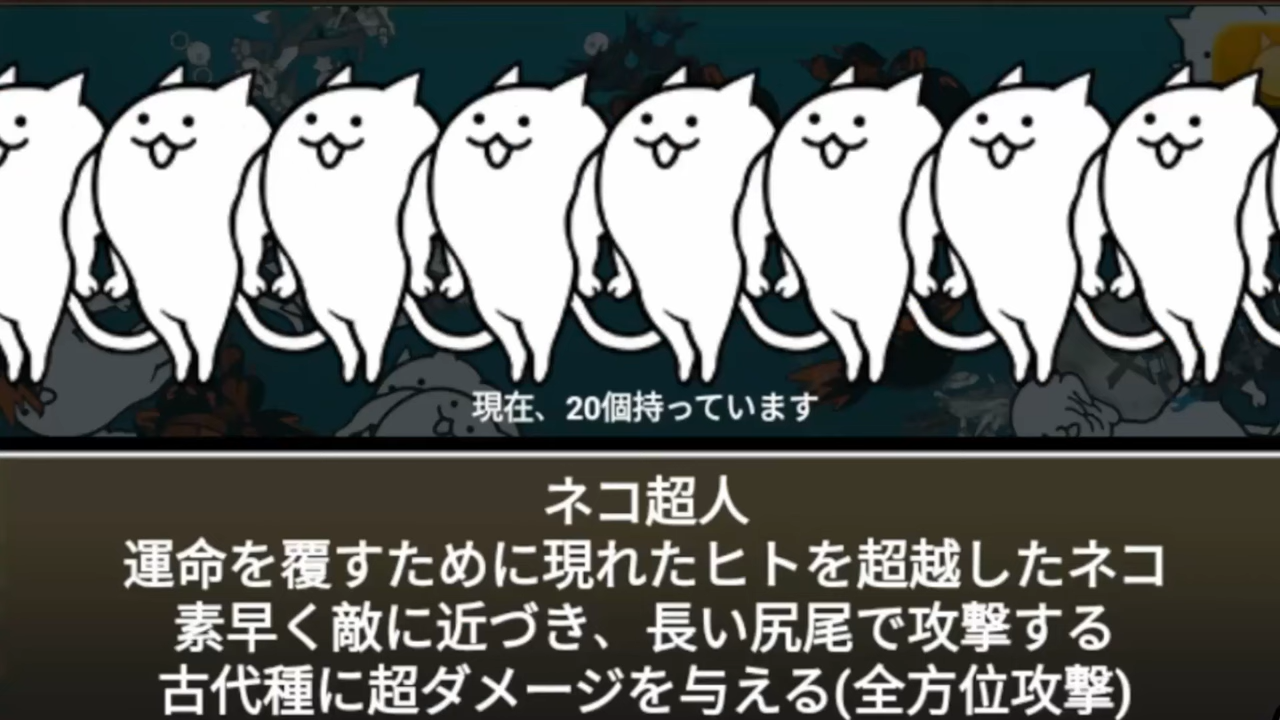 現在、20個持っています
ネコ超人
運命を覆すために現れたヒトを超越したネコ
素早く敵に近づき、長い尻尾で攻撃する
古代種に超ダメージを与える(全方位攻撃)